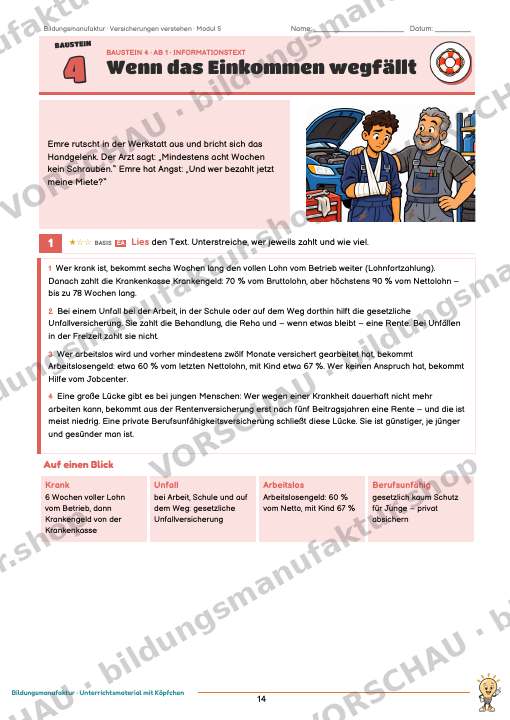 Bildungsmanufaktur · Versicherungen verstehen · Modul 5 Name: Datum:
BAUSTEIN
4
BAUSTEIN 4 · AB 1 · INFORMATIONSTEXT
Wenn das Einkommen wegfällt
Emre rutscht in der Werkstatt aus und bricht sich das
Handgelenk. Der Arzt sagt: „Mindestens acht Wochen
kein Schrauben.“ Emre hat Angst: „Und wer bezahlt jetzt
meine Miete?“
1 ★☆☆ BASIS EA Lies den Text. Unterstreiche, wer jeweils zahlt und wie viel.
1 Wer krank ist, bekommt sechs Wochen lang den vollen Lohn vom Betrieb weiter (Lohnfortzahlung).
Danach zahlt die Krankenkasse Krankengeld: 70 % vom Bruttolohn, aber höchstens 90 % vom Nettolohn –
bis zu 78 Wochen lang.
2 Bei einem Unfall bei der Arbeit, in der Schule oder auf dem Weg dorthin hilft die gesetzliche
Unfallversicherung. Sie zahlt die Behandlung, die Reha und – wenn etwas bleibt – eine Rente. Bei Unfällen
in der Freizeit zahlt sie nicht.
3 Wer arbeitslos wird und vorher mindestens zwölf Monate versichert gearbeitet hat, bekommt
Arbeitslosengeld: etwa 60 % vom letzten Nettolohn, mit Kind etwa 67 %. Wer keinen Anspruch hat, bekommt
Hilfe vom Jobcenter.
4 Eine große Lücke gibt es bei jungen Menschen: Wer wegen einer Krankheit dauerhaft nicht mehr
arbeiten kann, bekommt aus der Rentenversicherung erst nach fünf Beitragsjahren eine Rente – und die ist
meist niedrig. Eine private Berufsunfähigkeitsversicherung schließt diese Lücke. Sie ist günstiger, je jünger
und gesünder man ist.
Auf einen Blick
Krank
6 Wochen voller Lohn
vom Betrieb, dann
Krankengeld von der
Krankenkasse
Unfall
bei Arbeit, Schule und auf
dem Weg: gesetzliche
Unfallversicherung
Arbeitslos
Arbeitslosengeld: 60 %
vom Netto, mit Kind 67 %
Berufsunfähig
gesetzlich kaum Schutz
für Junge – privat
absichern
Bildungsmanufaktur · Unterrichtsmaterial mit Köpfchen
14
VORSCHAU · bildungsmanufaktur.shop